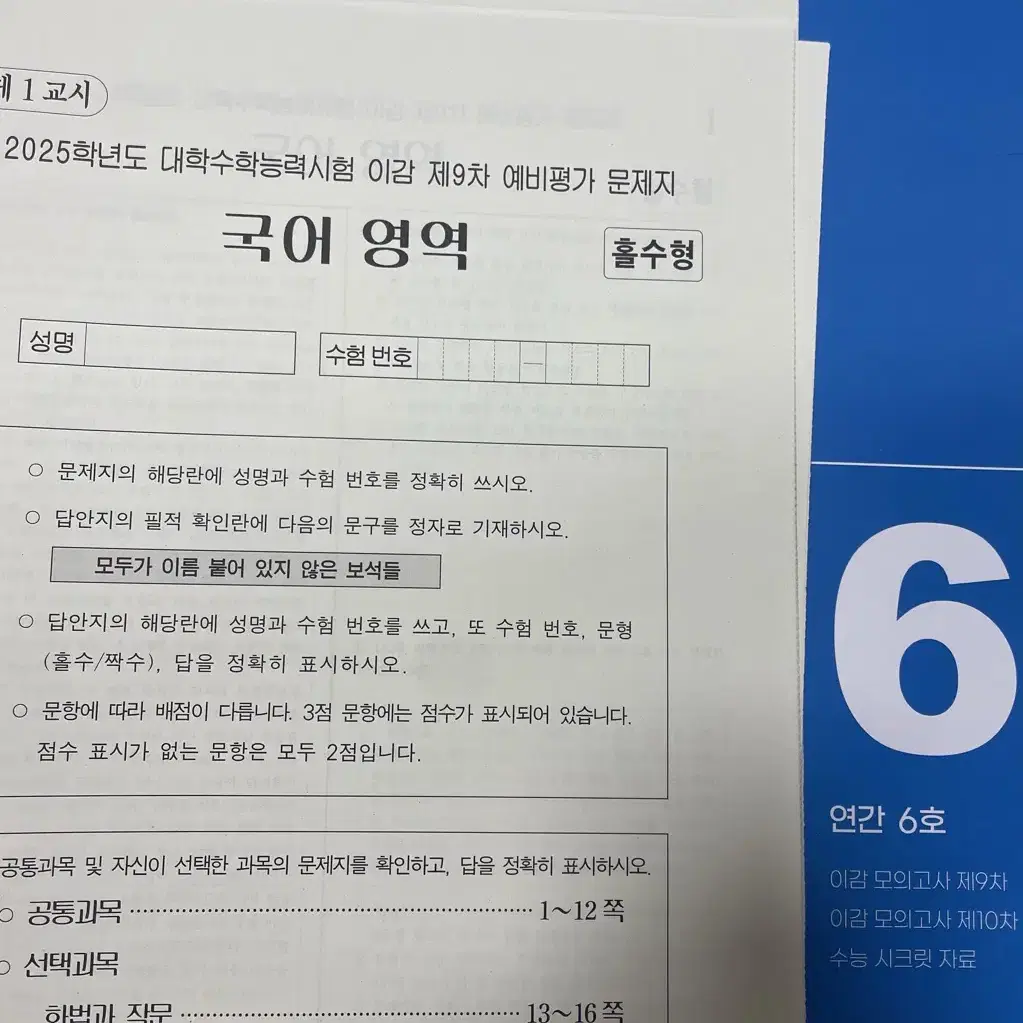 제 1 교시
2025학년도 대학수학능력시험 이감 제9차 예비평가 문제지
국어 영역
홀수형
성명
수험 번호
─
○ 문제지의 해당란에 성명과 수험 번호를 정확히 쓰시오.
○ 답안지의 필적 확인란에 다음의 문구를 정자로 기재하시오.
모두가 이름 붙어 있지 않은 보석들
○ 답안지의 해당란에 성명과 수험 번호를 쓰고, 또 수험 번호, 문형
(홀수/짝수), 답을 정확히 표시하시오.
○ 문항에 따라 배점이 다릅니다. 3점 문항에는 점수가 표시되어 있습니다.
점수 표시가 없는 문항은 모두 2점입니다.
공통과목 및 자신이 선택한 과목의 문제지를 확인하고, 답을 정확히 표시하시오.
○ 공통과목 ································ 1～12 쪽
○ 선택과목
화법과 작문 ································ 13～16 쪽
6
연간 6호
이감 모의고사 제9차
이감 모의고사 제10차
수능 시크릿 자료